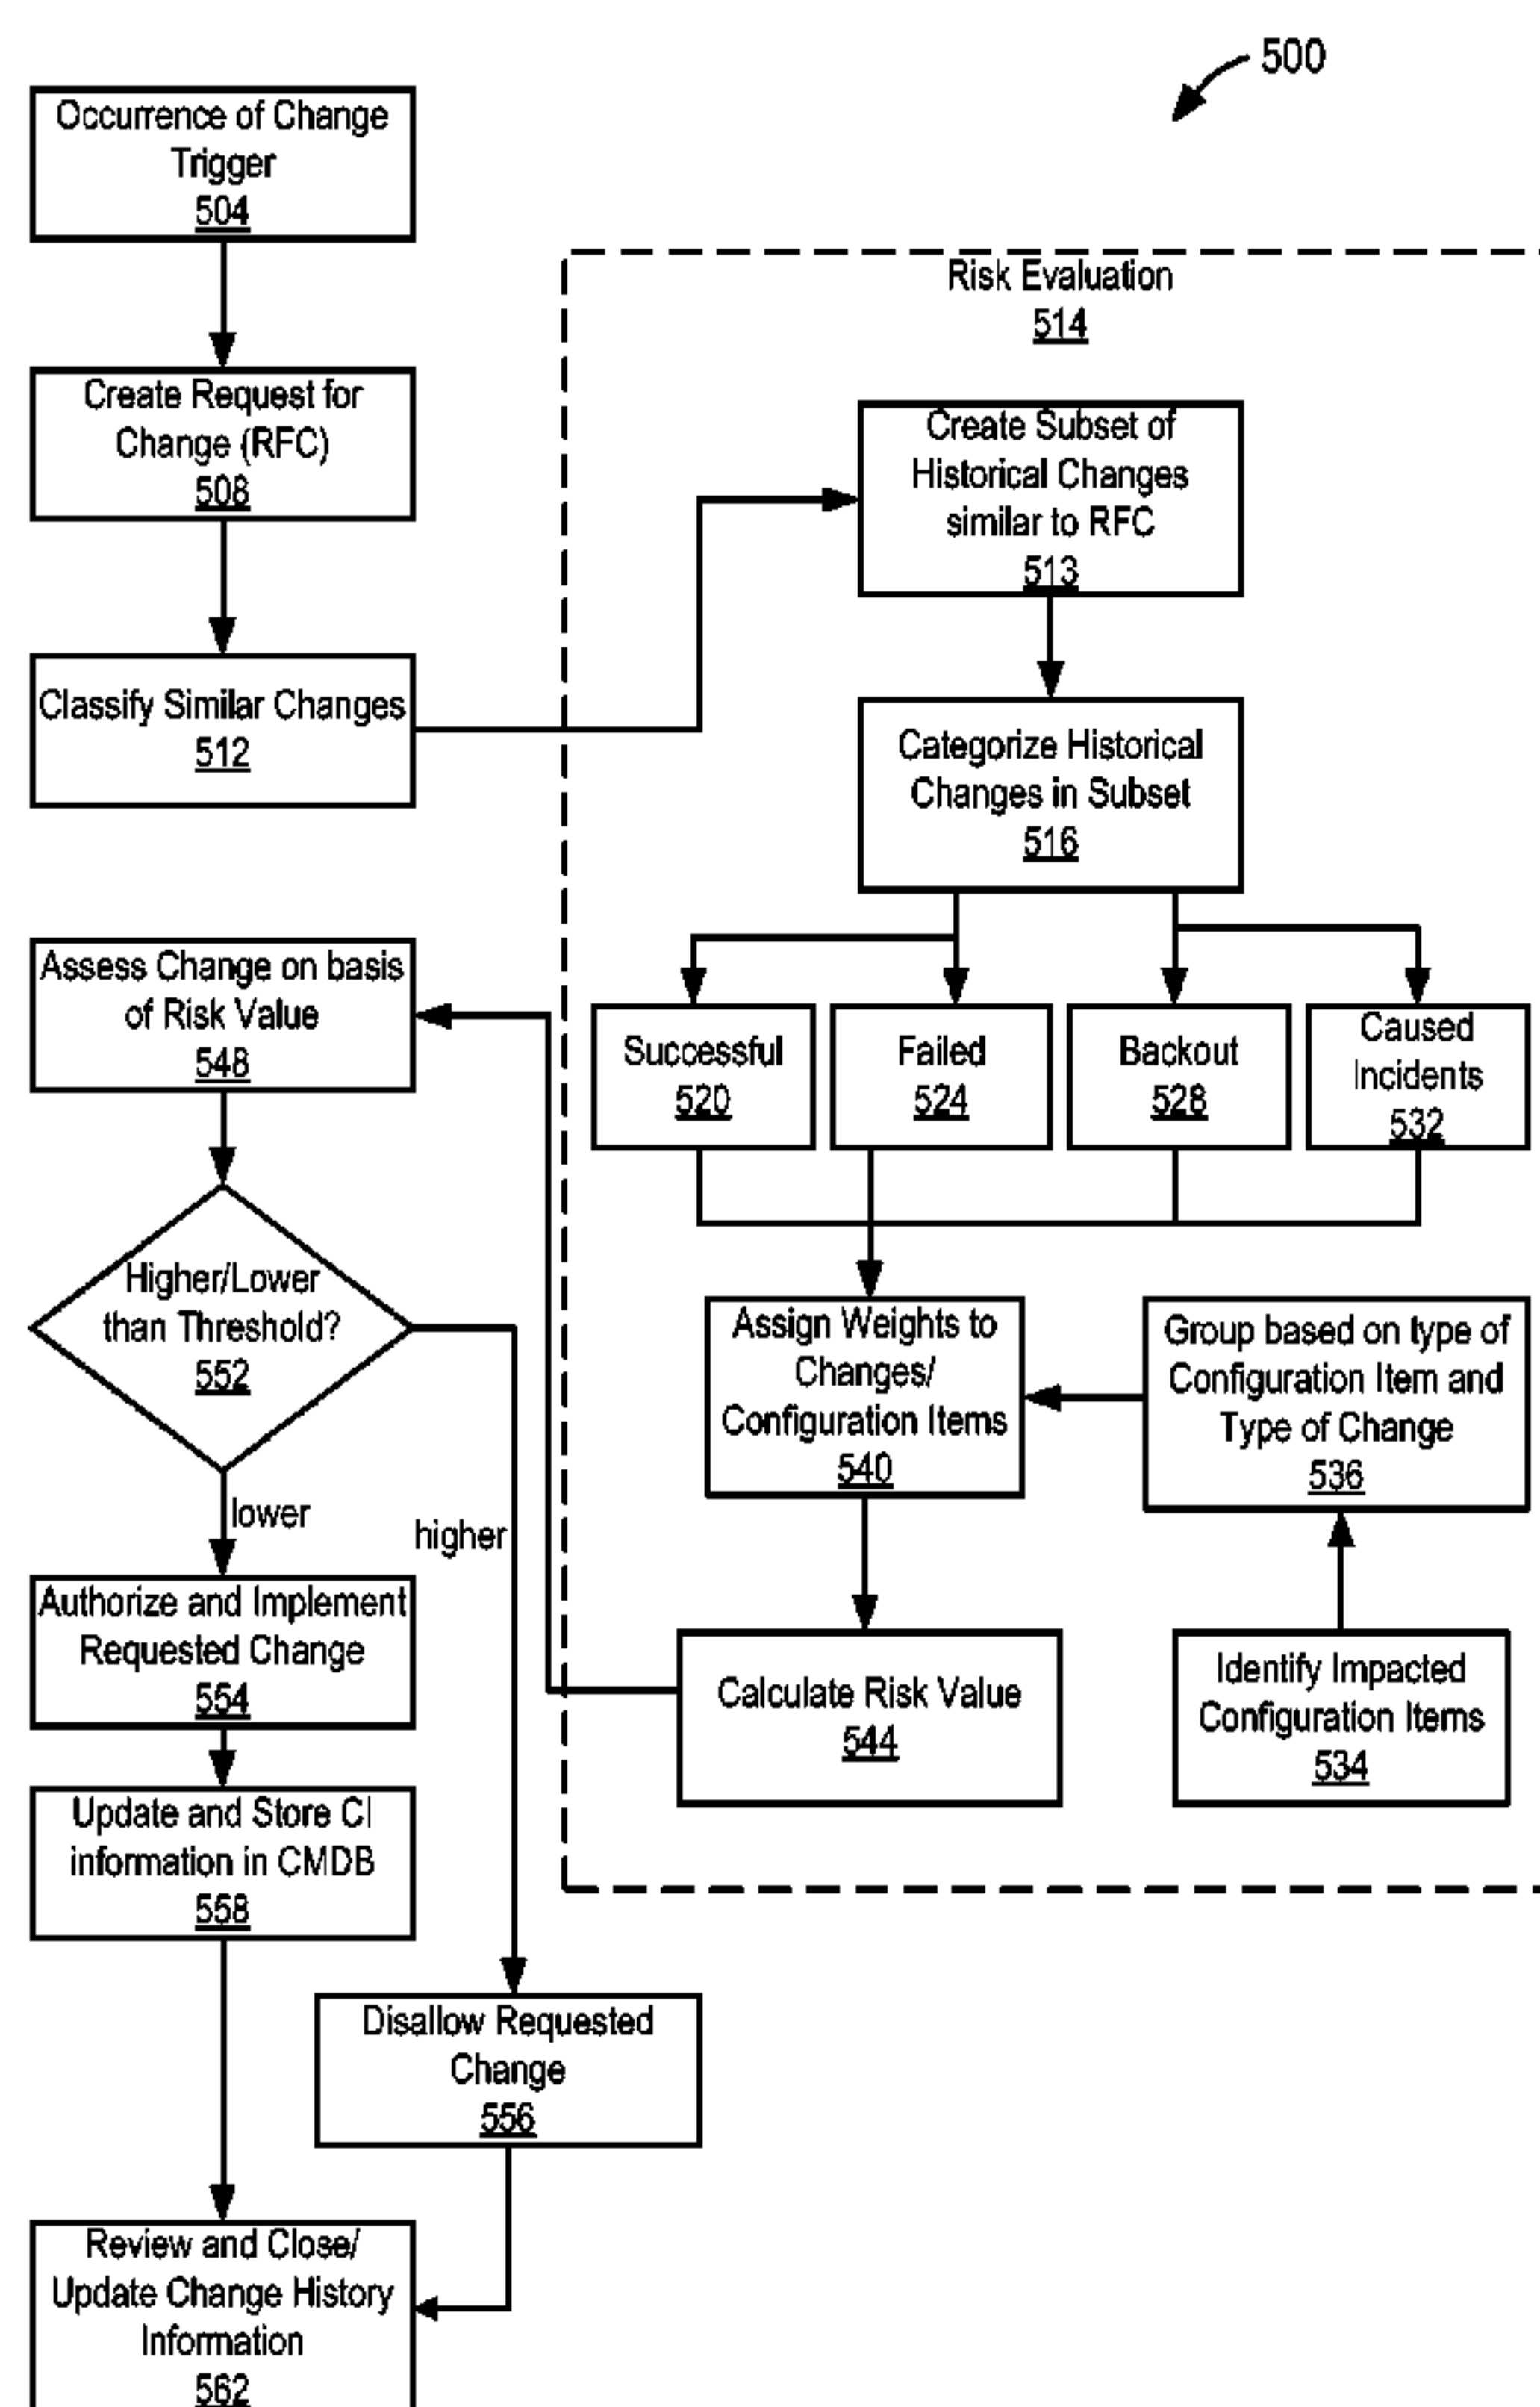 500
Occurrence of Change
Trigger
504
Create Request for
Change (RFC)
508
Classify Similar Changes
512
Risk Evaluation
514
Create Subset of
Historical Changes
similar to RFC
513
Categorize Historical
Changes in Subset
516
Successful
520
Failed
524
Backout
528
Caused
Incidents
532
Assign Weights to
Changes/
Configuration Items
540
Group based on type of
Configuration Item and
Type of Change
536
Identify Impacted
Configuration Items
534
Calculate Risk Value
544
Assess Change on basis
of Risk Value
548
Higher/Lower
than Threshold?
552
lower
higher
Authorize and Implement
Requested Change
554
Update and Store CI
information in CMDB
558
Disallow Requested
Change
556
Review and Close/
Update Change History
Information
562